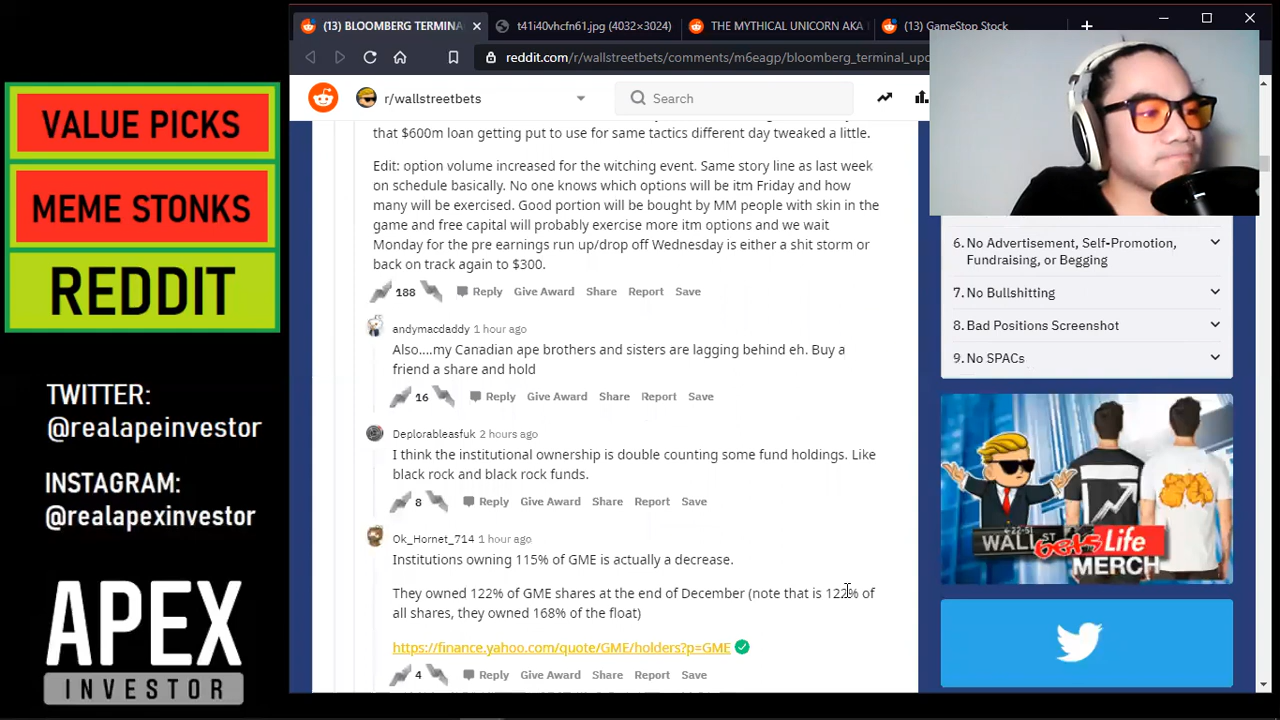 (13) BLOOMBERG TERMINA
t41i40vhcfn61.jpg (4032×3024)
THE MYTHICAL UNICORN AKA
(13) GameStop Stock
reddit.com/r/wallstreetbets/comments/m6eagp/bloomberg_terminal_upd
r/wallstreetbets
Search
VALUE PICKS
MEME STONKS
REDDIT
TWITTER:
@realapeinvestor
INSTAGRAM:
@realapexinvestor
APEX
INVESTOR
that $600m loan getting put to use for same tactics different day tweaked a little.
Edit: option volume increased for the witching event. Same story line as last week
on schedule basically. No one knows which options will be itm Friday and how
many will be exercised. Good portion will be bought by MM people with skin in the
game and free capital will probably exercise more itm options and we wait
Monday for the pre earnings run up/drop off Wednesday is either a shit storm or
back on track again to $300.
188 Reply Give Award Share Report Save
andymacdaddy 1 hour ago
Also....my Canadian ape brothers and sisters are lagging behind eh. Buy a
friend a share and hold
16 Reply Give Award Share Report Save
Deplorableasfuk 2 hours ago
I think the institutional ownership is double counting some fund holdings. Like
black rock and black rock funds.
8 Reply Give Award Share Report Save
Ok_Hornet_714 1 hour ago
Institutions owning 115% of GME is actually a decrease.
They owned 122% of GME shares at the end of December (note that is 122% of
all shares, they owned 168% of the float)
https://finance.yahoo.com/quote/GME/holders?p=GME
4 Reply Give Award Share Report Save
6. No Advertisement, Self-Promotion,
Fundraising, or Begging
7. No Bullshitting
8. Bad Positions Screenshot
9. No SPACs
WALL ST bets Life
MERCH